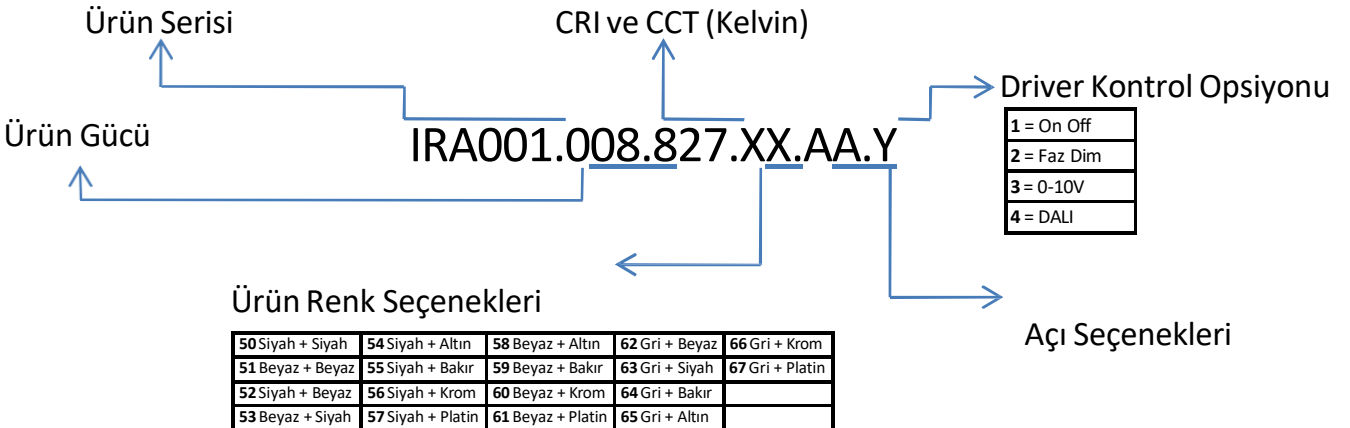 Ürün Serisi
CRI ve CCT (Kelvin)
Driver Kontrol Opsiyonu
Ürün Gücü
IRA001.008.827.XX.AA.Y
1 = On Off
2 = Faz Dim
3 = 0-10V
4 = DALI
Ürün Renk Seçenekleri
Açı Seçenekleri
50 Siyah + Siyah 54 Siyah + Altın 58 Beyaz + Altın 62 Gri + Beyaz 66 Gri + Krom
51 Beyaz + Beyaz 55 Siyah + Bakır 59 Beyaz + Bakır 63 Gri + Siyah 67 Gri + Platin
52 Siyah + Beyaz 56 Siyah + Krom 60 Beyaz + Krom 64 Gri + Bakır
53 Beyaz + Siyah 57 Siyah + Platin 61 Beyaz + Platin 65 Gri + Altın